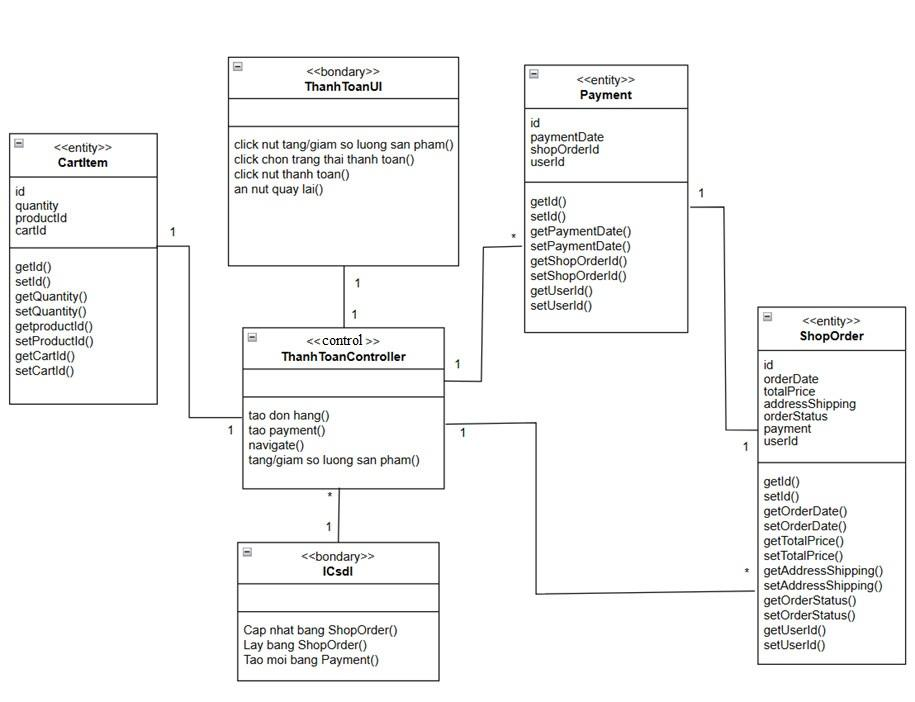 <<bondary>>
ThanhToanUI
click nut tang/giam so luong san pham()
click chon trang thai thanh toan()
click nut thanh toan()
an nut quay lai()
<<entity>>
Payment
id
paymentDate
shopOrderId
userId
getId()
setId()
getPaymentDate()
setPaymentDate()
getShopOrderId()
setShopOrderId()
getUserId()
setUserId()
<<entity>>
CartItem
id
quantity
productId
cartId
getId()
setId()
getQuantity()
setQuantity()
getproductId()
setProductId()
getCartId()
setCartId()
1
1
1
1
*
1
1
1
1
*
*
1
<<control >>
ThanhToanController
tao don hang()
tao payment()
navigate()
tang/giam so luong san pham()
<<entity>>
ShopOrder
id
orderDate
totalPrice
addressShipping
orderStatus
payment
userId
getId()
setId()
getOrderDate()
setOrderDate()
getTotalPrice()
setTotalPrice()
getAddressShipping()
setAddressShipping()
getOrderStatus()
setOrderStatus()
getUserId()
setUserId()
<<bondary>>
ICsdl
Cap nhat bang ShopOrder()
Lay bang ShopOrder()
Tao moi bang Payment()